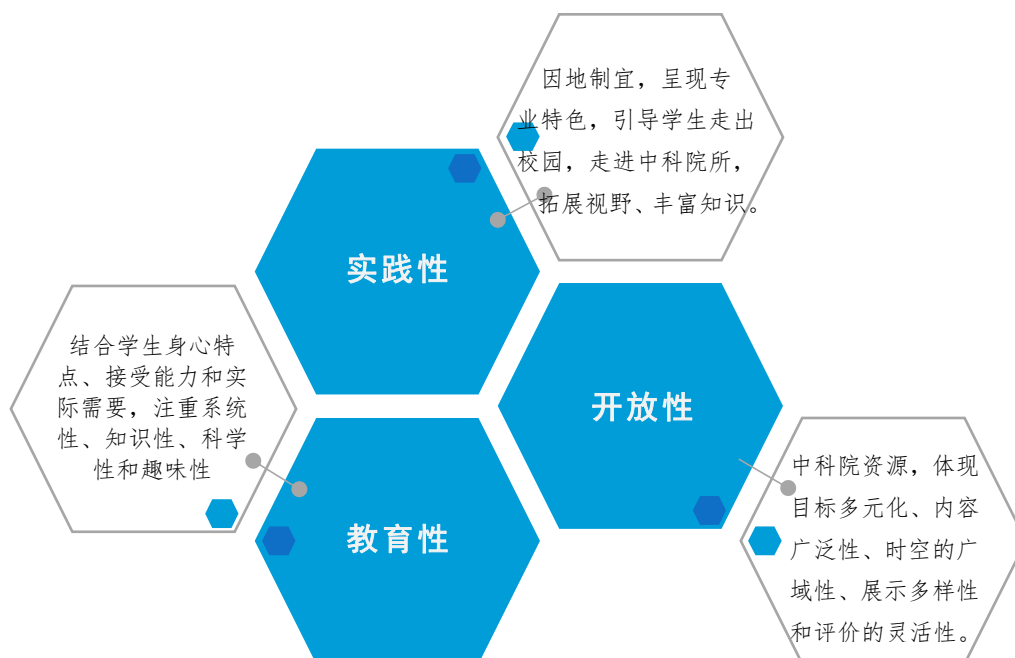 因地制宜，呈现专
业特色，引导学生走出
校园，走进中科院所，
拓展视野、丰富知识。
实践性
结合学生身心特
点、接受能力和实
际需要，注重系统
性、知识性、科学
性和趣味性
开放性
教育性
中科院资源，体现
目标多元化、内容
广泛性、时空的广
域性、展示多样性
和评价的灵活性。